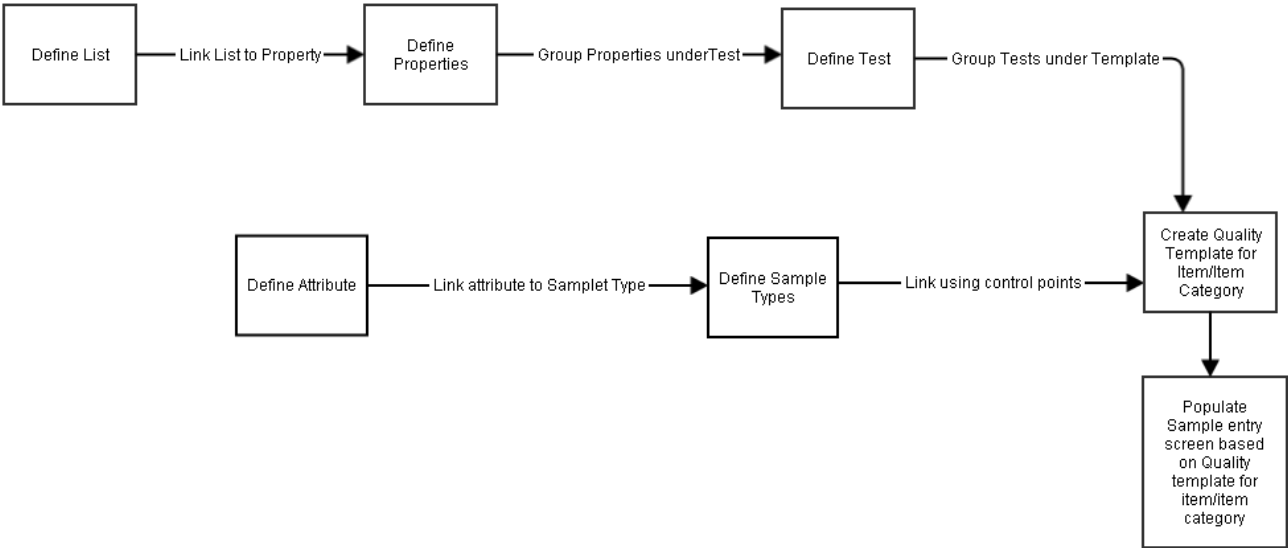 Define List
Link List to Property
Define
Properties
Group Properties underTest
Define Test
Group Tests under Template
Define Attribute
Link attribute to Samplet Type
Define Sample
Types
Link using control points
Create Quality
Template for
Item/Item
Category
Populate
Sample entry
screen based
on Quality
template for
item/item
category